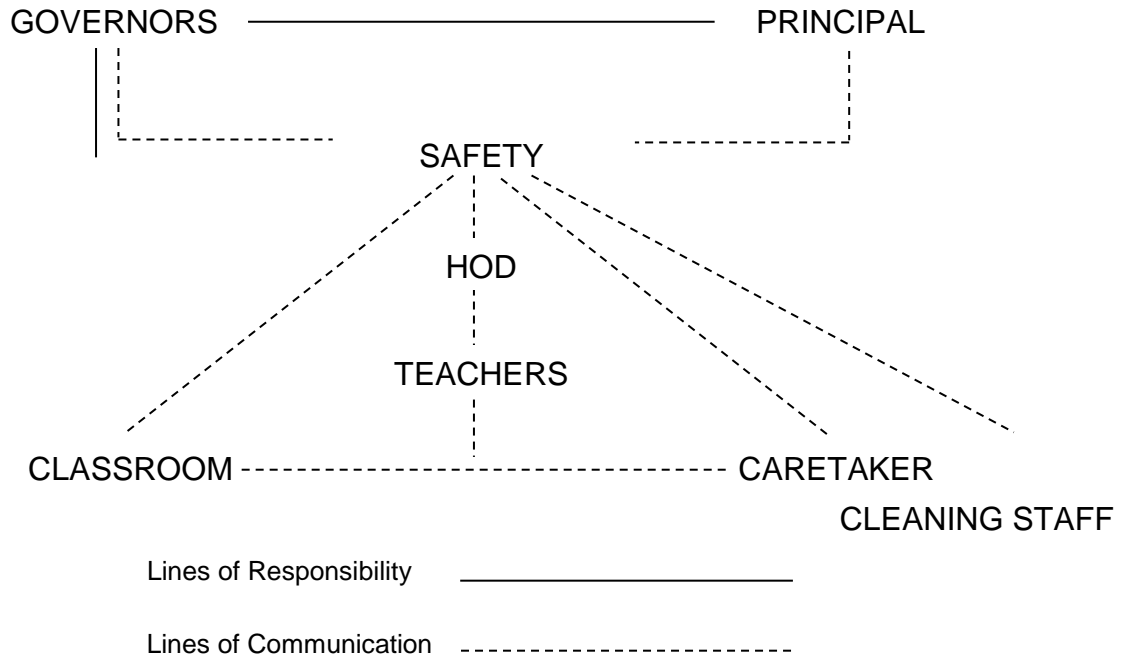 GOVERNORS PRINCIPAL
SAFETY
HOD
TEACHERS
CLASSROOM CARETAKER
CLEANING STAFF
Lines of Responsibility
Lines of Communication